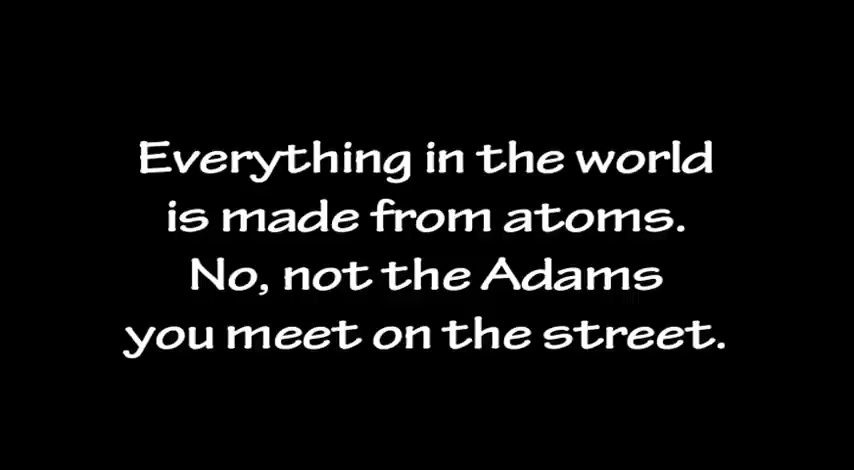 Everything in the world
is made from atoms.
No, not the Adams
you meet on the street.